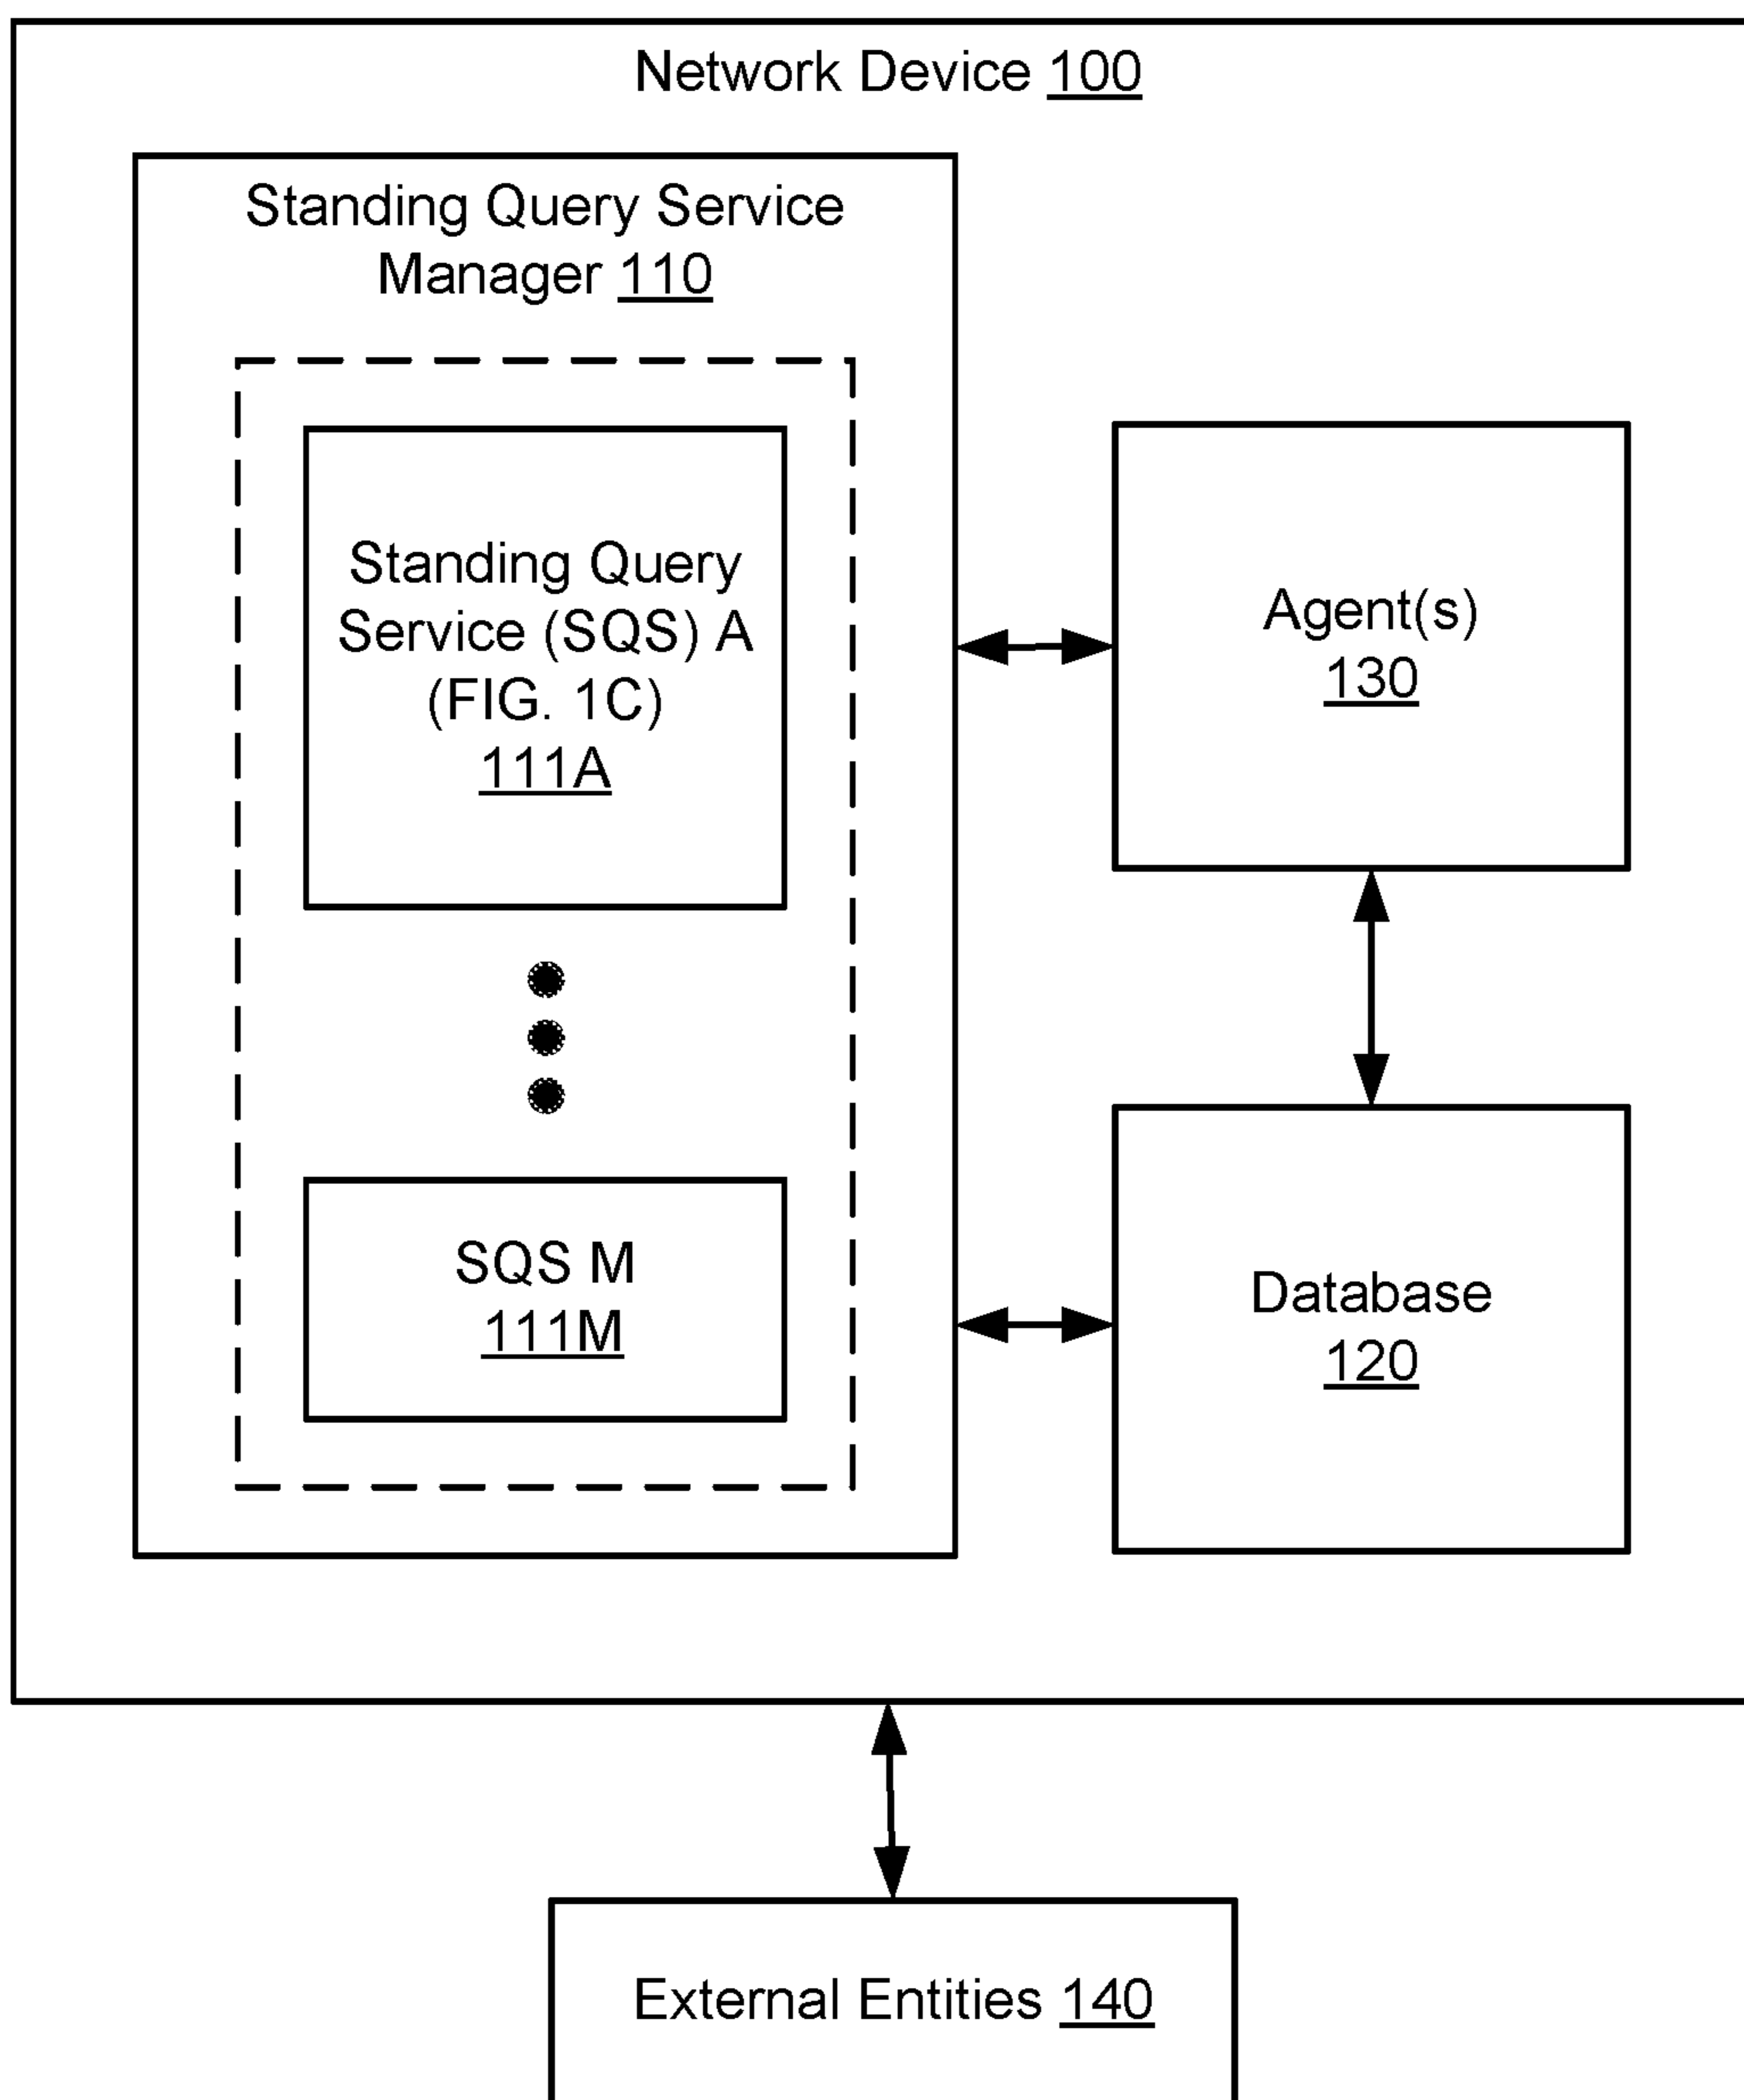 Network Device 100
Standing Query Service
Manager 110
Standing Query
Service (SQS) A
(FIG. 1C)
111A
SQS M
111M
Agent(s)
130
Database
120
External Entities 140